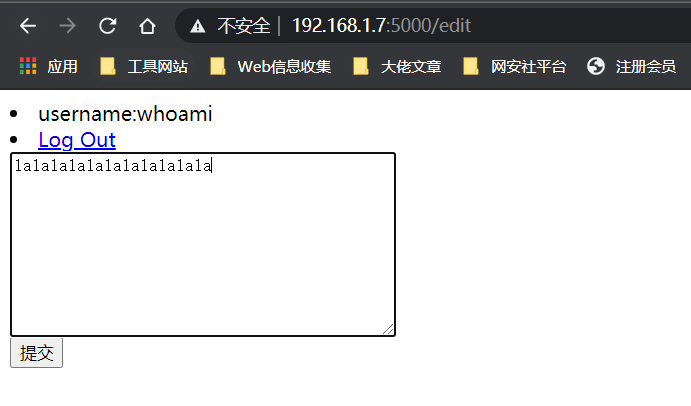 不安全 | 192.168.1.7:5000/edit
应用 工具网站 Web信息收集 大佬文章 网安社平台 注册会员
username:whoami
Log Out
lalalalalalalalalalala
提交